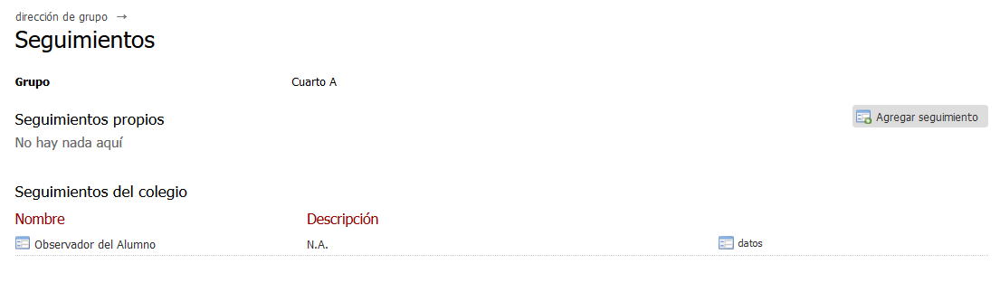 dirección de grupo →
Seguimientos
Grupo Cuarto A
Seguimientos propios Agregar seguimiento
No hay nada aquí
Seguimientos del colegio
Nombre Descripción
Observador del Alumno N.A. datos